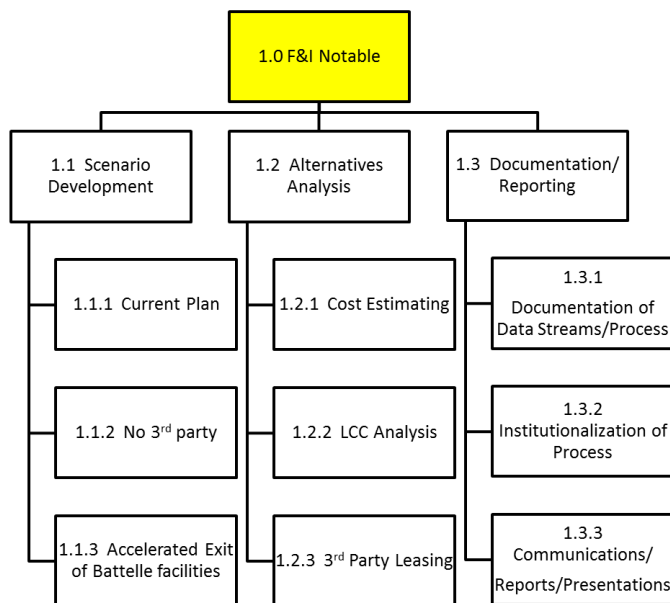 1.0 F&I Notable
1.1 Scenario
Development
1.2 Alternatives
Analysis
1.3 Documentation/
Reporting
1.1.1 Current Plan
1.1.2 No 3rd party
1.1.3 Accelerated Exit
of Battelle facilities
1.2.1 Cost Estimating
1.2.2 LCC Analysis
1.2.3 3rd Party Leasing
1.3.1
Documentation of
Data Streams/Process
1.3.2
Institutionalization of
Process
1.3.3
Communications/
Reports/Presentations